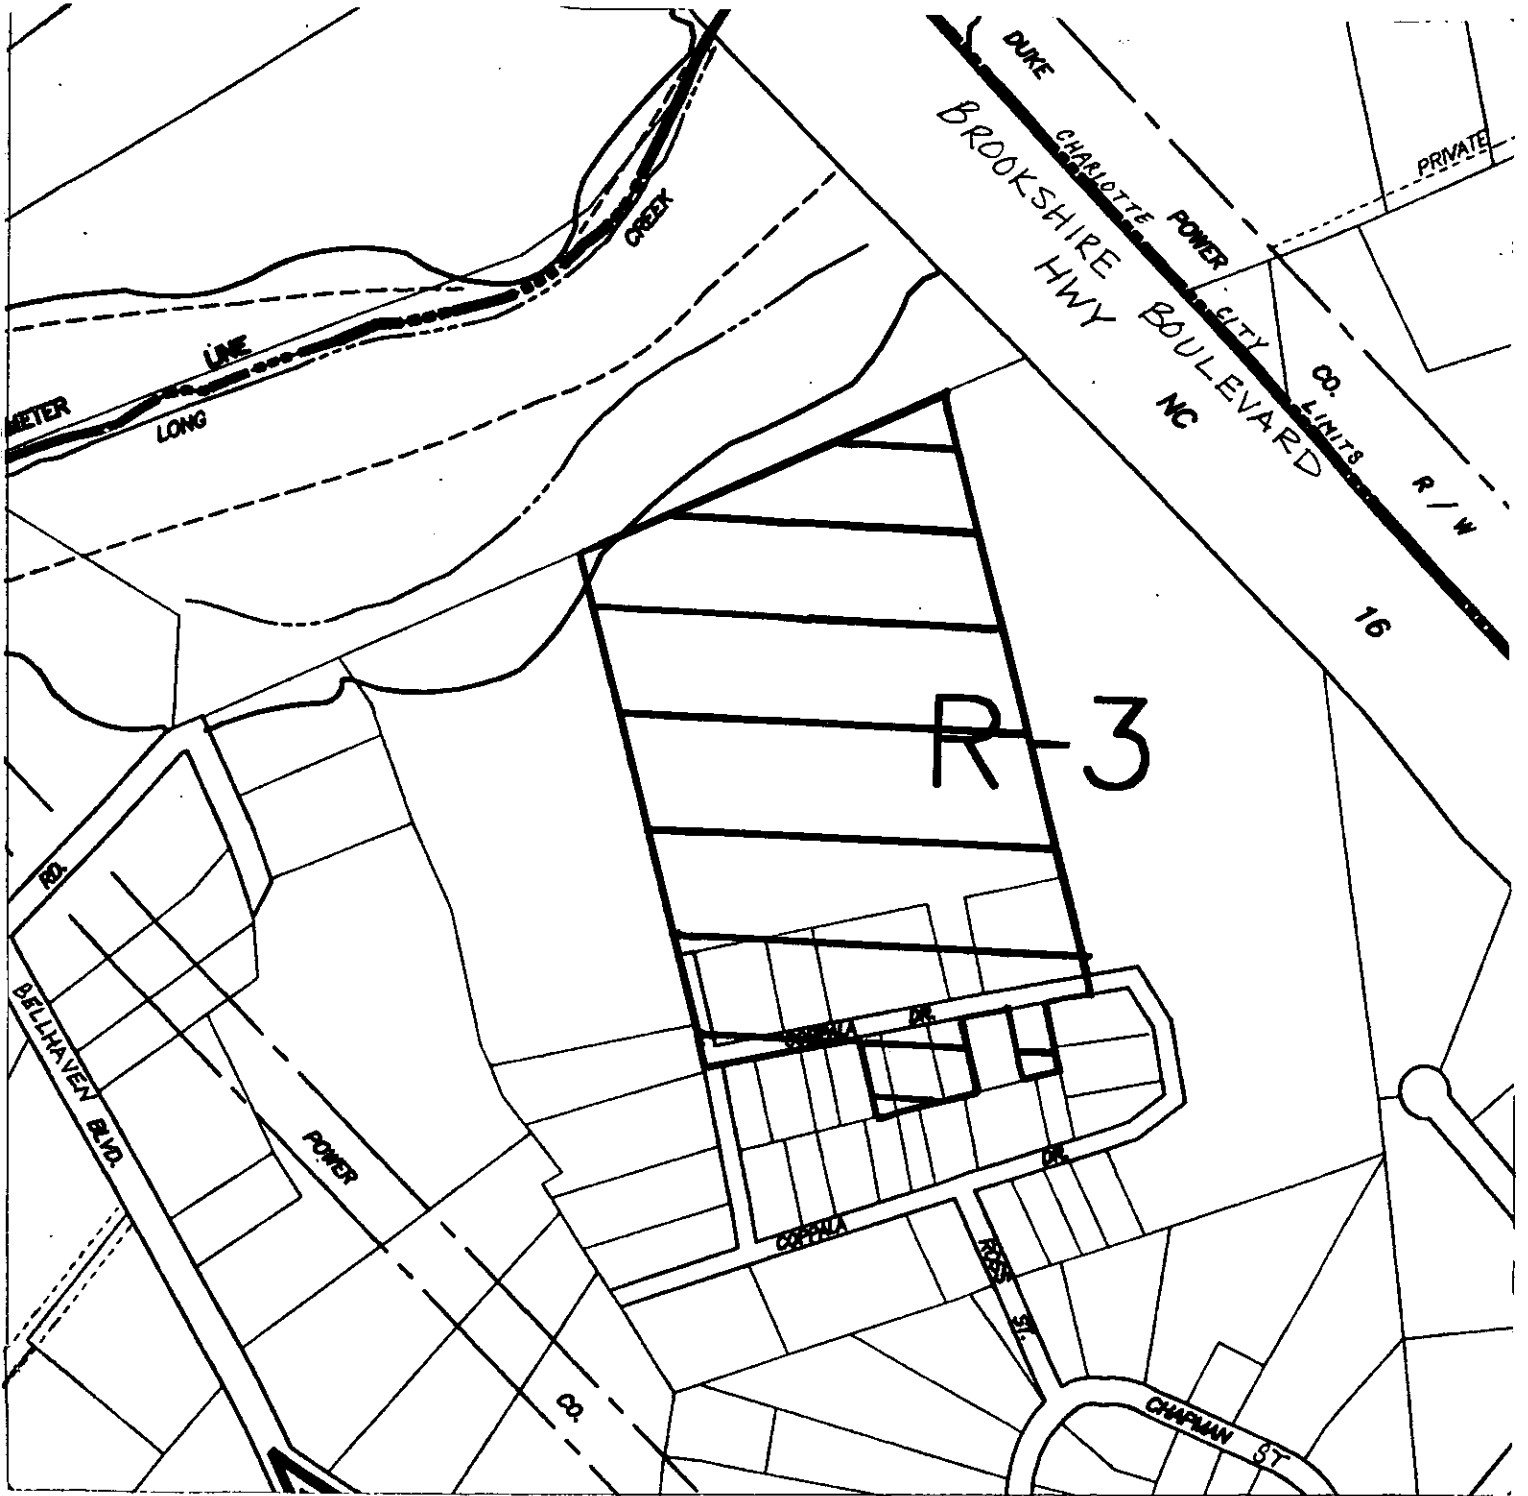 DUKE
POWER
CO.
R / W
CHARLOTTE
CITY
LIMITS
BROOKSHIRE BOULEVARD
HWY
NC
16
PRIVATE
CREEK
LINE
METER
LONG
R-3
RD.
BELLHAVEN BLVD.
POWER
CO.
COPPALA DR.
COPPALA DR.
ROSS ST.
CHAPMAN ST